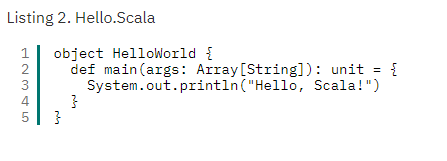 Listing 2. Hello.Scala
1 object HelloWorld {
2   def main(args: Array[String]): unit = {
3     System.out.println("Hello, Scala!")
4   }
5 }